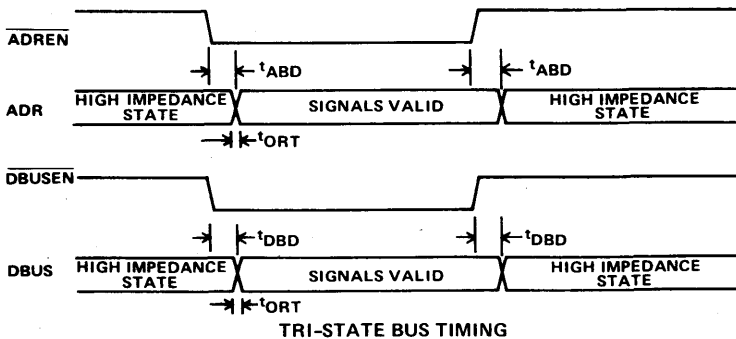 ADREN
tABD
tABD
ADR
HIGH IMPEDANCE
STATE
SIGNALS VALID
HIGH IMPEDANCE
STATE
tORT
DBUSEN
tDBD
tDBD
DBUS
HIGH IMPEDANCE
STATE
SIGNALS VALID
HIGH IMPEDANCE
STATE
tORT
TRI-STATE BUS TIMING